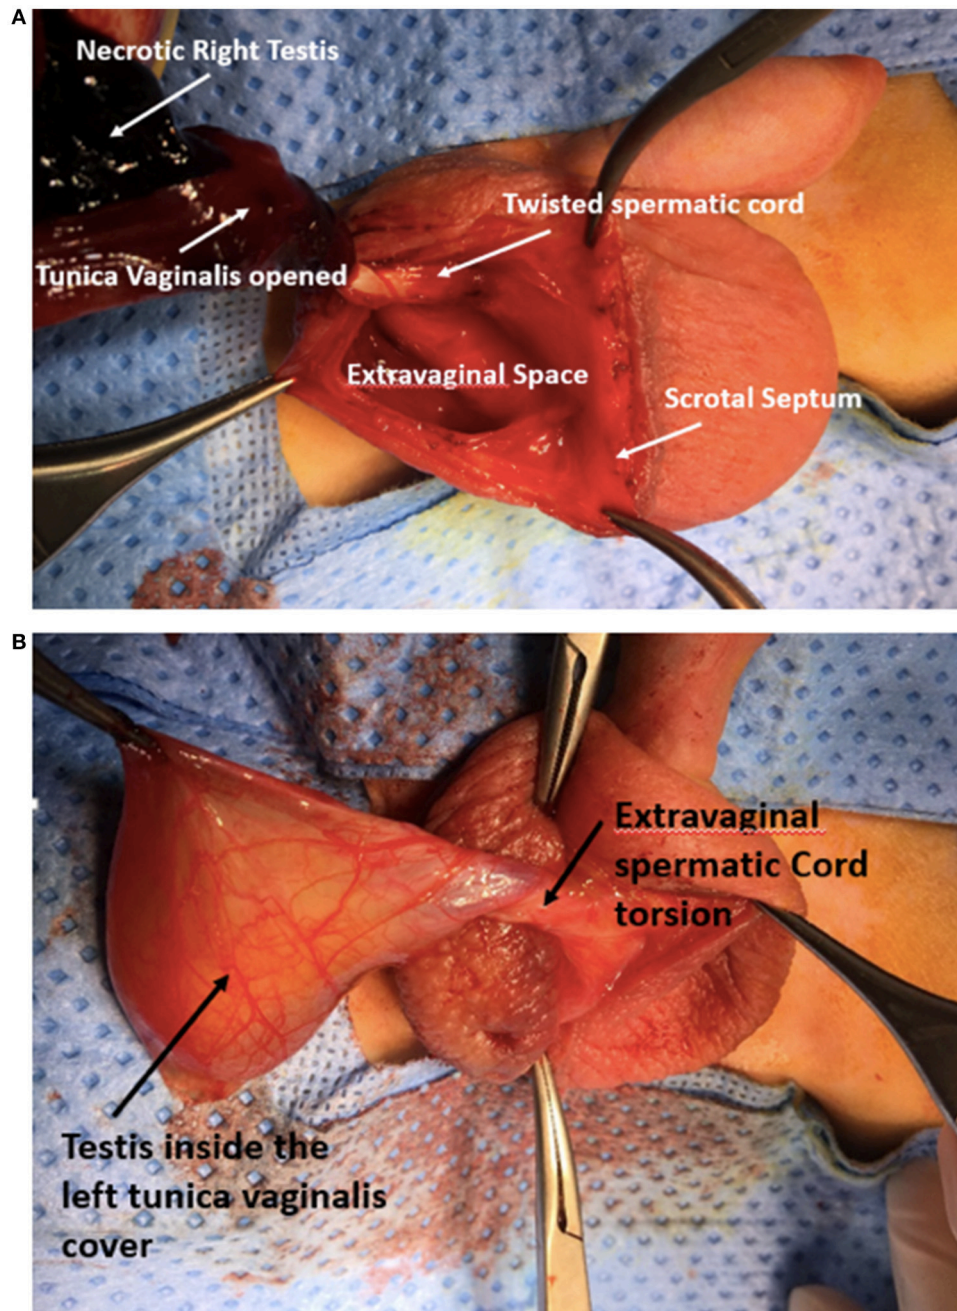 A
Necrotic Right Testis
Twisted spermatic cord
Tunica Vaginalis opened
Extravaginal Space
Scrotal Septum
B
Extravaginal
spermatic Cord
torsion
Testis inside the
left tunica vaginalis
cover